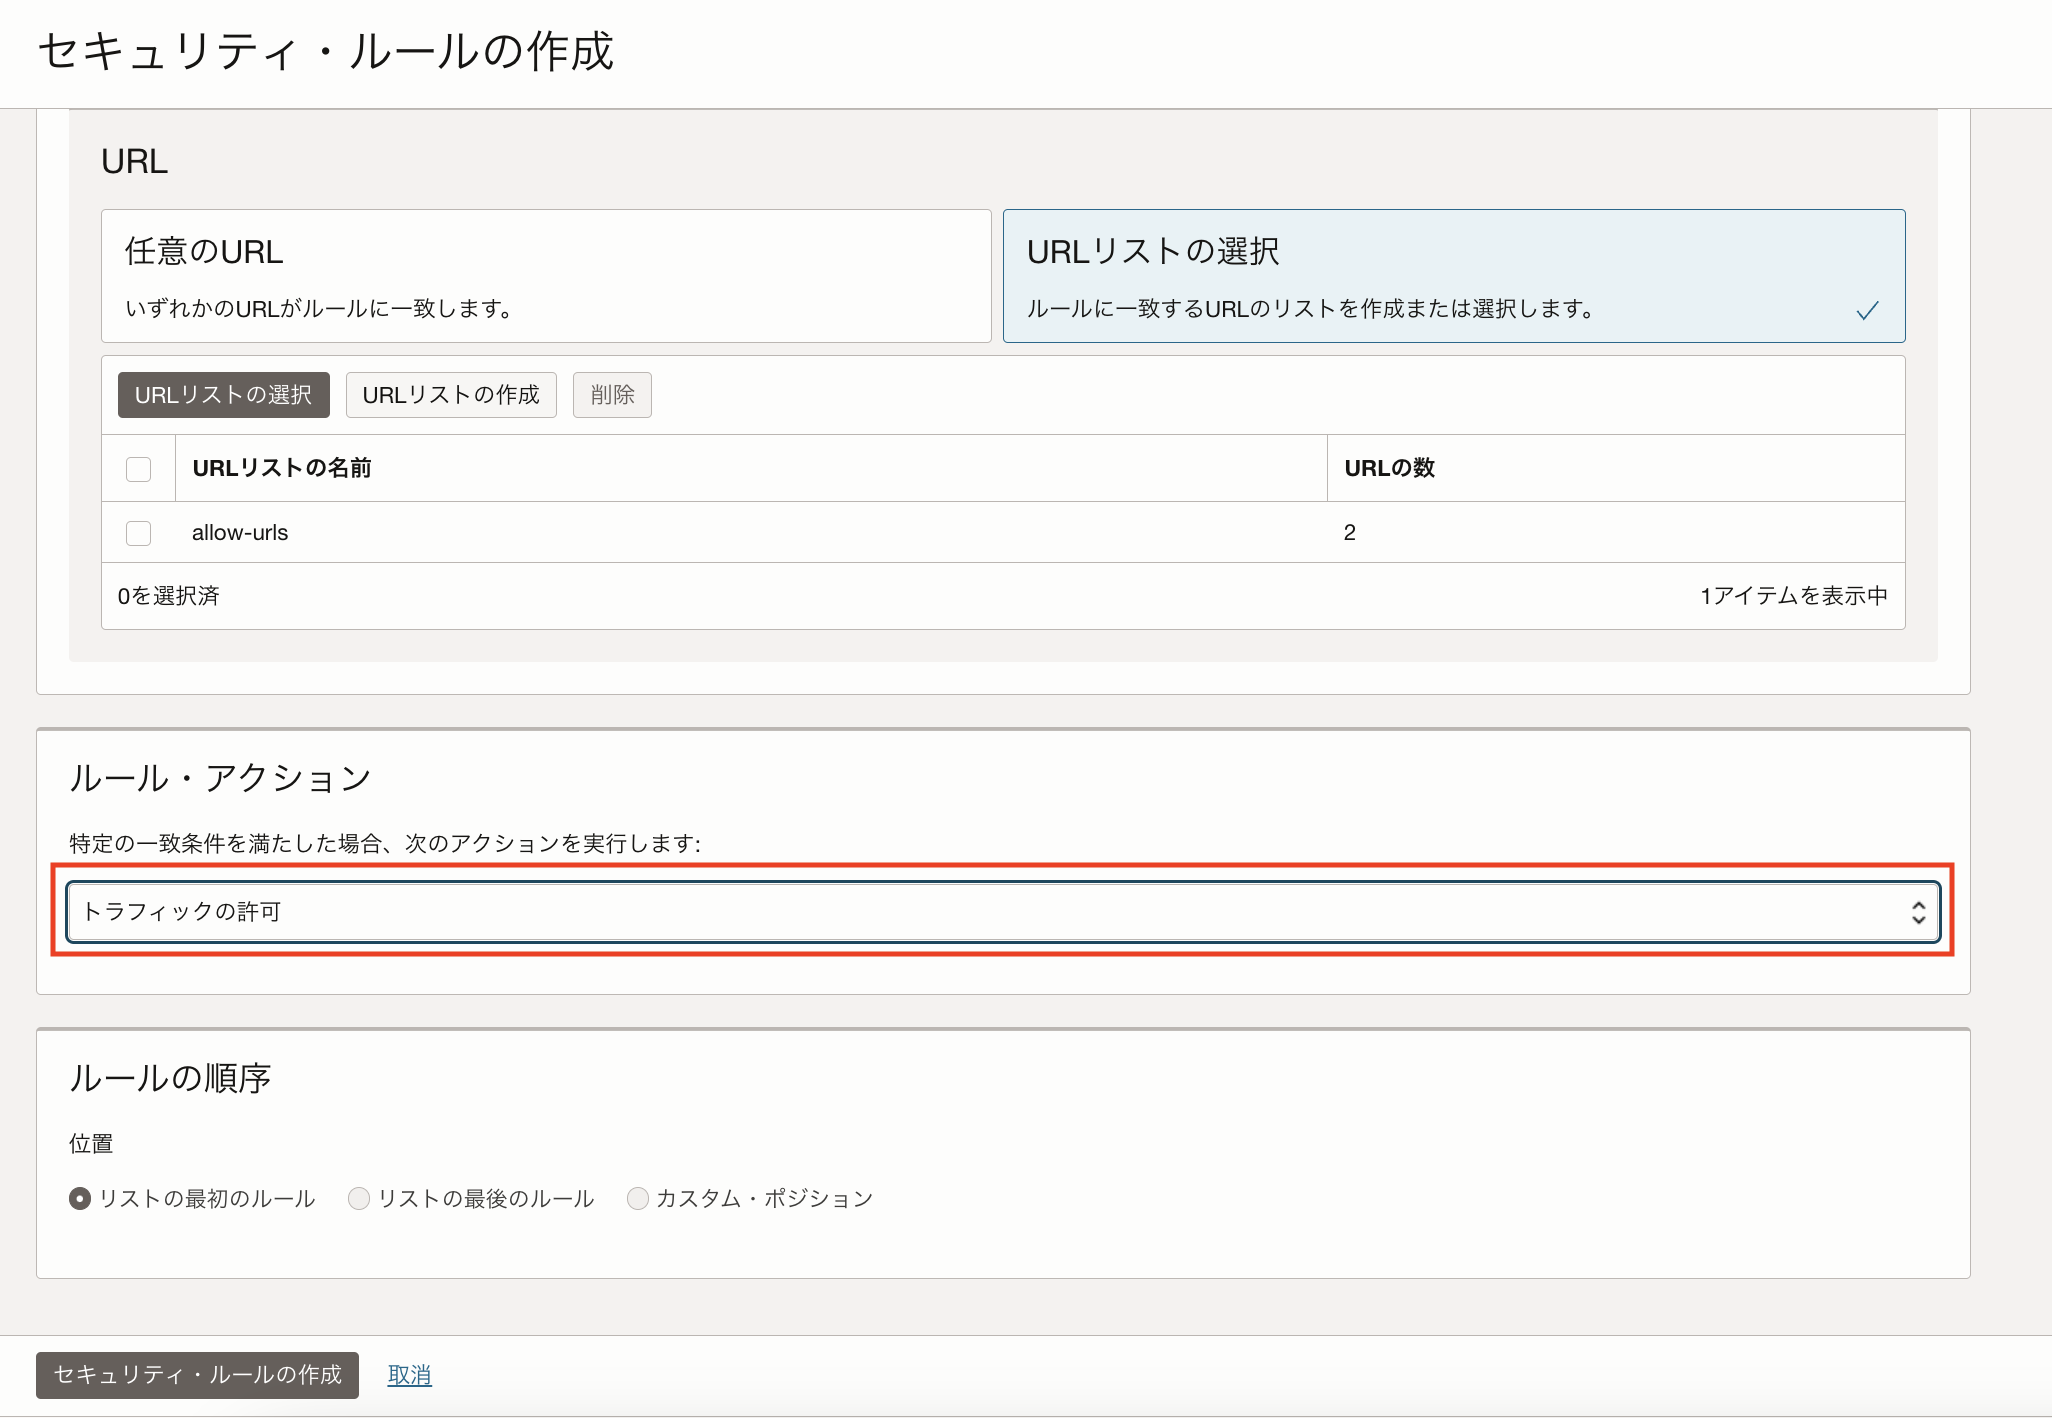 セキュリティ・ルールの作成
URL
任意のURL
いずれかのURLがルールに一致します。
URLリストの選択
ルールに一致するURLのリストを作成または選択します。
URLリストの選択 URLリストの作成 削除
URLリストの名前 URLの数
allow-urls 2
0を選択済 1アイテムを表示中
ルール・アクション
特定の一致条件を満たした場合、次のアクションを実行します:
トラフィックの許可
ルールの順序
位置
リストの最初のルール リストの最後のルール カスタム・ポジション
セキュリティ・ルールの作成 取消